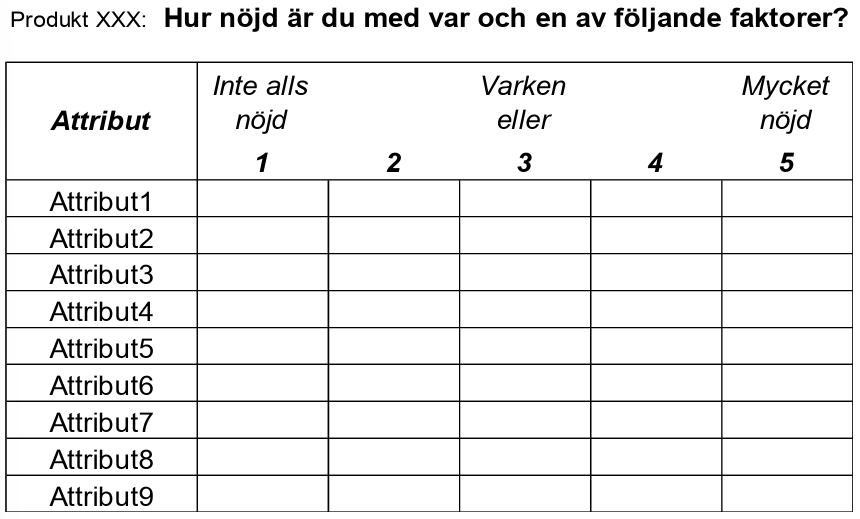 Produkt XXX: Hur nöjd är du med var och en av följande faktorer?
Inte alls Varken Mycket
Attribut nöjd eller nöjd
1 2 3 4 5
Attribut1
Attribut2
Attribut3
Attribut4
Attribut5
Attribut6
Attribut7
Attribut8
Attribut9